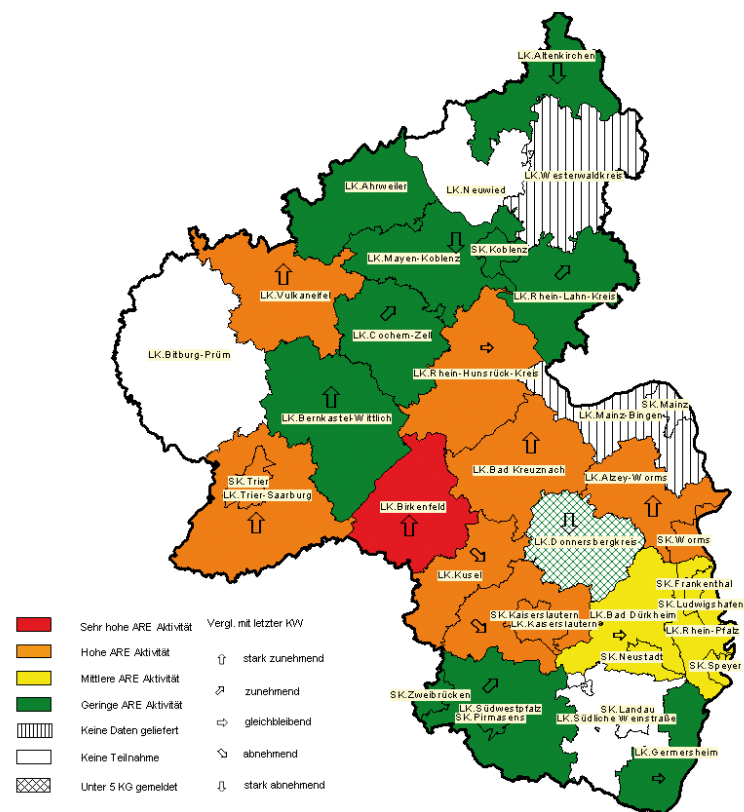 LK.Altenkirchen
LK.Westerwaldkreis
LK.Ahrweiler
LK.Neuwied
SK.Koblenz
LK.Mayen-Koblenz
LK.Vulkaneifel
LK.Rhein-Lahn-Kreis
LK.Cochem-Zell
LK.Bitburg-Prüm
LK.Rhein-Hunsrück-Kreis
SK.Mainz
LK.Mainz-Bingen
LK.Bernkastel-Wittlich
LK.Bad Kreuznach
LK.Alzey-Worms
SK.Trier
LK.Trier-Saarburg
LK.Birkenfeld
LK.Donnersbergkreis
SK.Worms
LK.Kusel
SK.Frankenthal
SK.Ludwigshafen
SK.Kaiserslautern
LK.Kaiserslautern
LK.Bad Dürkheim
LK.Rhein-Pfalz
SK.Neustadt
SK.Speyer
SK.Zweibrücken
LK.Südwestpfalz
SK.Pirmasens
SK.Landau
LK.Südliche Weinstraße
LK.Germersheim
Sehr hohe ARE Aktivität
Hohe ARE Aktivität
Mittlere ARE Aktivität
Geringe ARE Aktivität
Keine Daten geliefert
Keine Teilnahme
Unter 5 KG gemeldet
Vergl. mit letzter KW
stark zunehmend
zunehmend
gleichbleibend
abnehmend
stark abnehmend